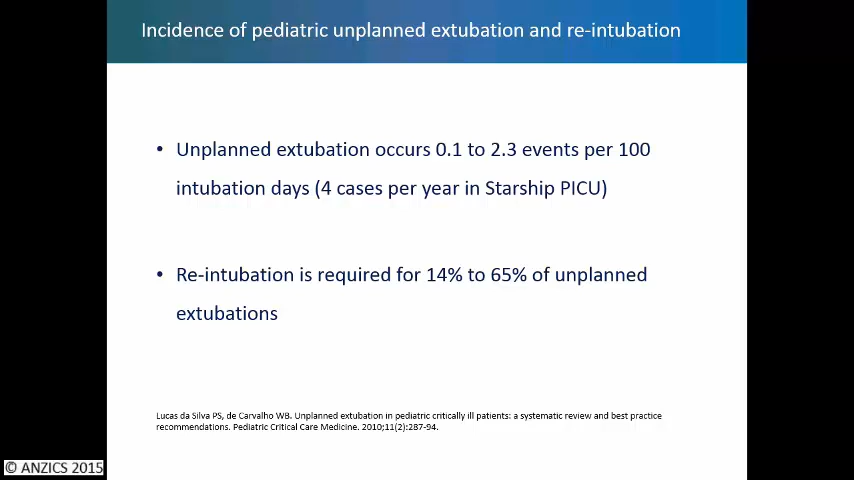 Incidence of pediatric unplanned extubation and re-intubation
• Unplanned extubation occurs 0.1 to 2.3 events per 100
intubation days (4 cases per year in Starship PICU)
• Re-intubation is required for 14% to 65% of unplanned
extubations
Lucas da Silva PS, de Carvalho WB. Unplanned extubation in pediatric critically ill patients: a systematic review and best practice
recommendations. Pediatric Critical Care Medicine. 2010;11(2):287-94.
© ANZICS 2015